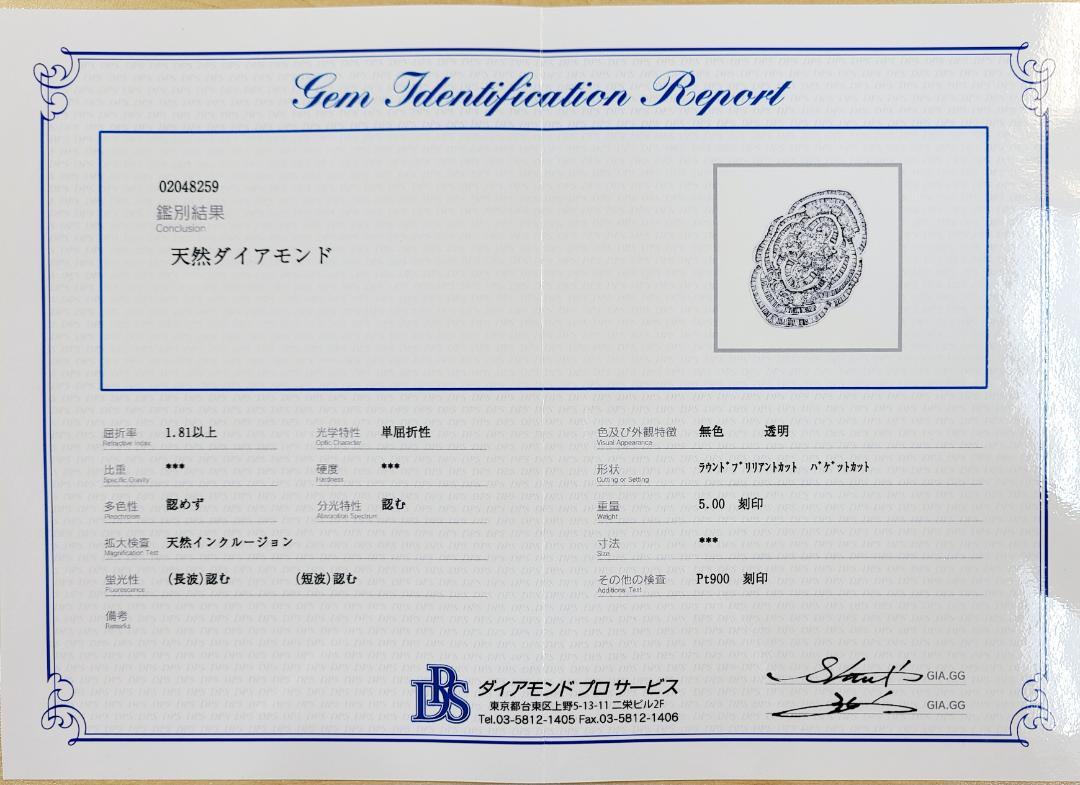 Gem Identification Report
02048259
鑑別結果
Conclusion
天然ダイアモンド
屈折率 1.81以上 光学特性 単屈折性 色及び外観特徴 無色 透明
Refractive Index Optic Character Visual Appearance
比重 *** 硬度 *** 形状 ﾗｳﾝﾄﾞﾌﾞﾘﾘｱﾝﾄｶｯﾄ ﾊﾞｹﾞｯﾄｶｯﾄ
Specific Gravity Hardness Cutting or Setting
多色性 認めず 分光特性 認む 重量 5.00 刻印
Pleochroism Absorption Spectrum Weight
拡大検査 天然インクルージョン 寸法 ***
Magnification Test Size
蛍光性 (長波)認む (短波)認む その他の検査 Pt900 刻印
Fluorescence Additional Test
備考
Remarks
DPS ダイアモンドプロサービス
東京都台東区上野5-13-11 二栄ビル2F
Tel.03-5812-1405 Fax.03-5812-1406
GIA.GG
GIA.GG